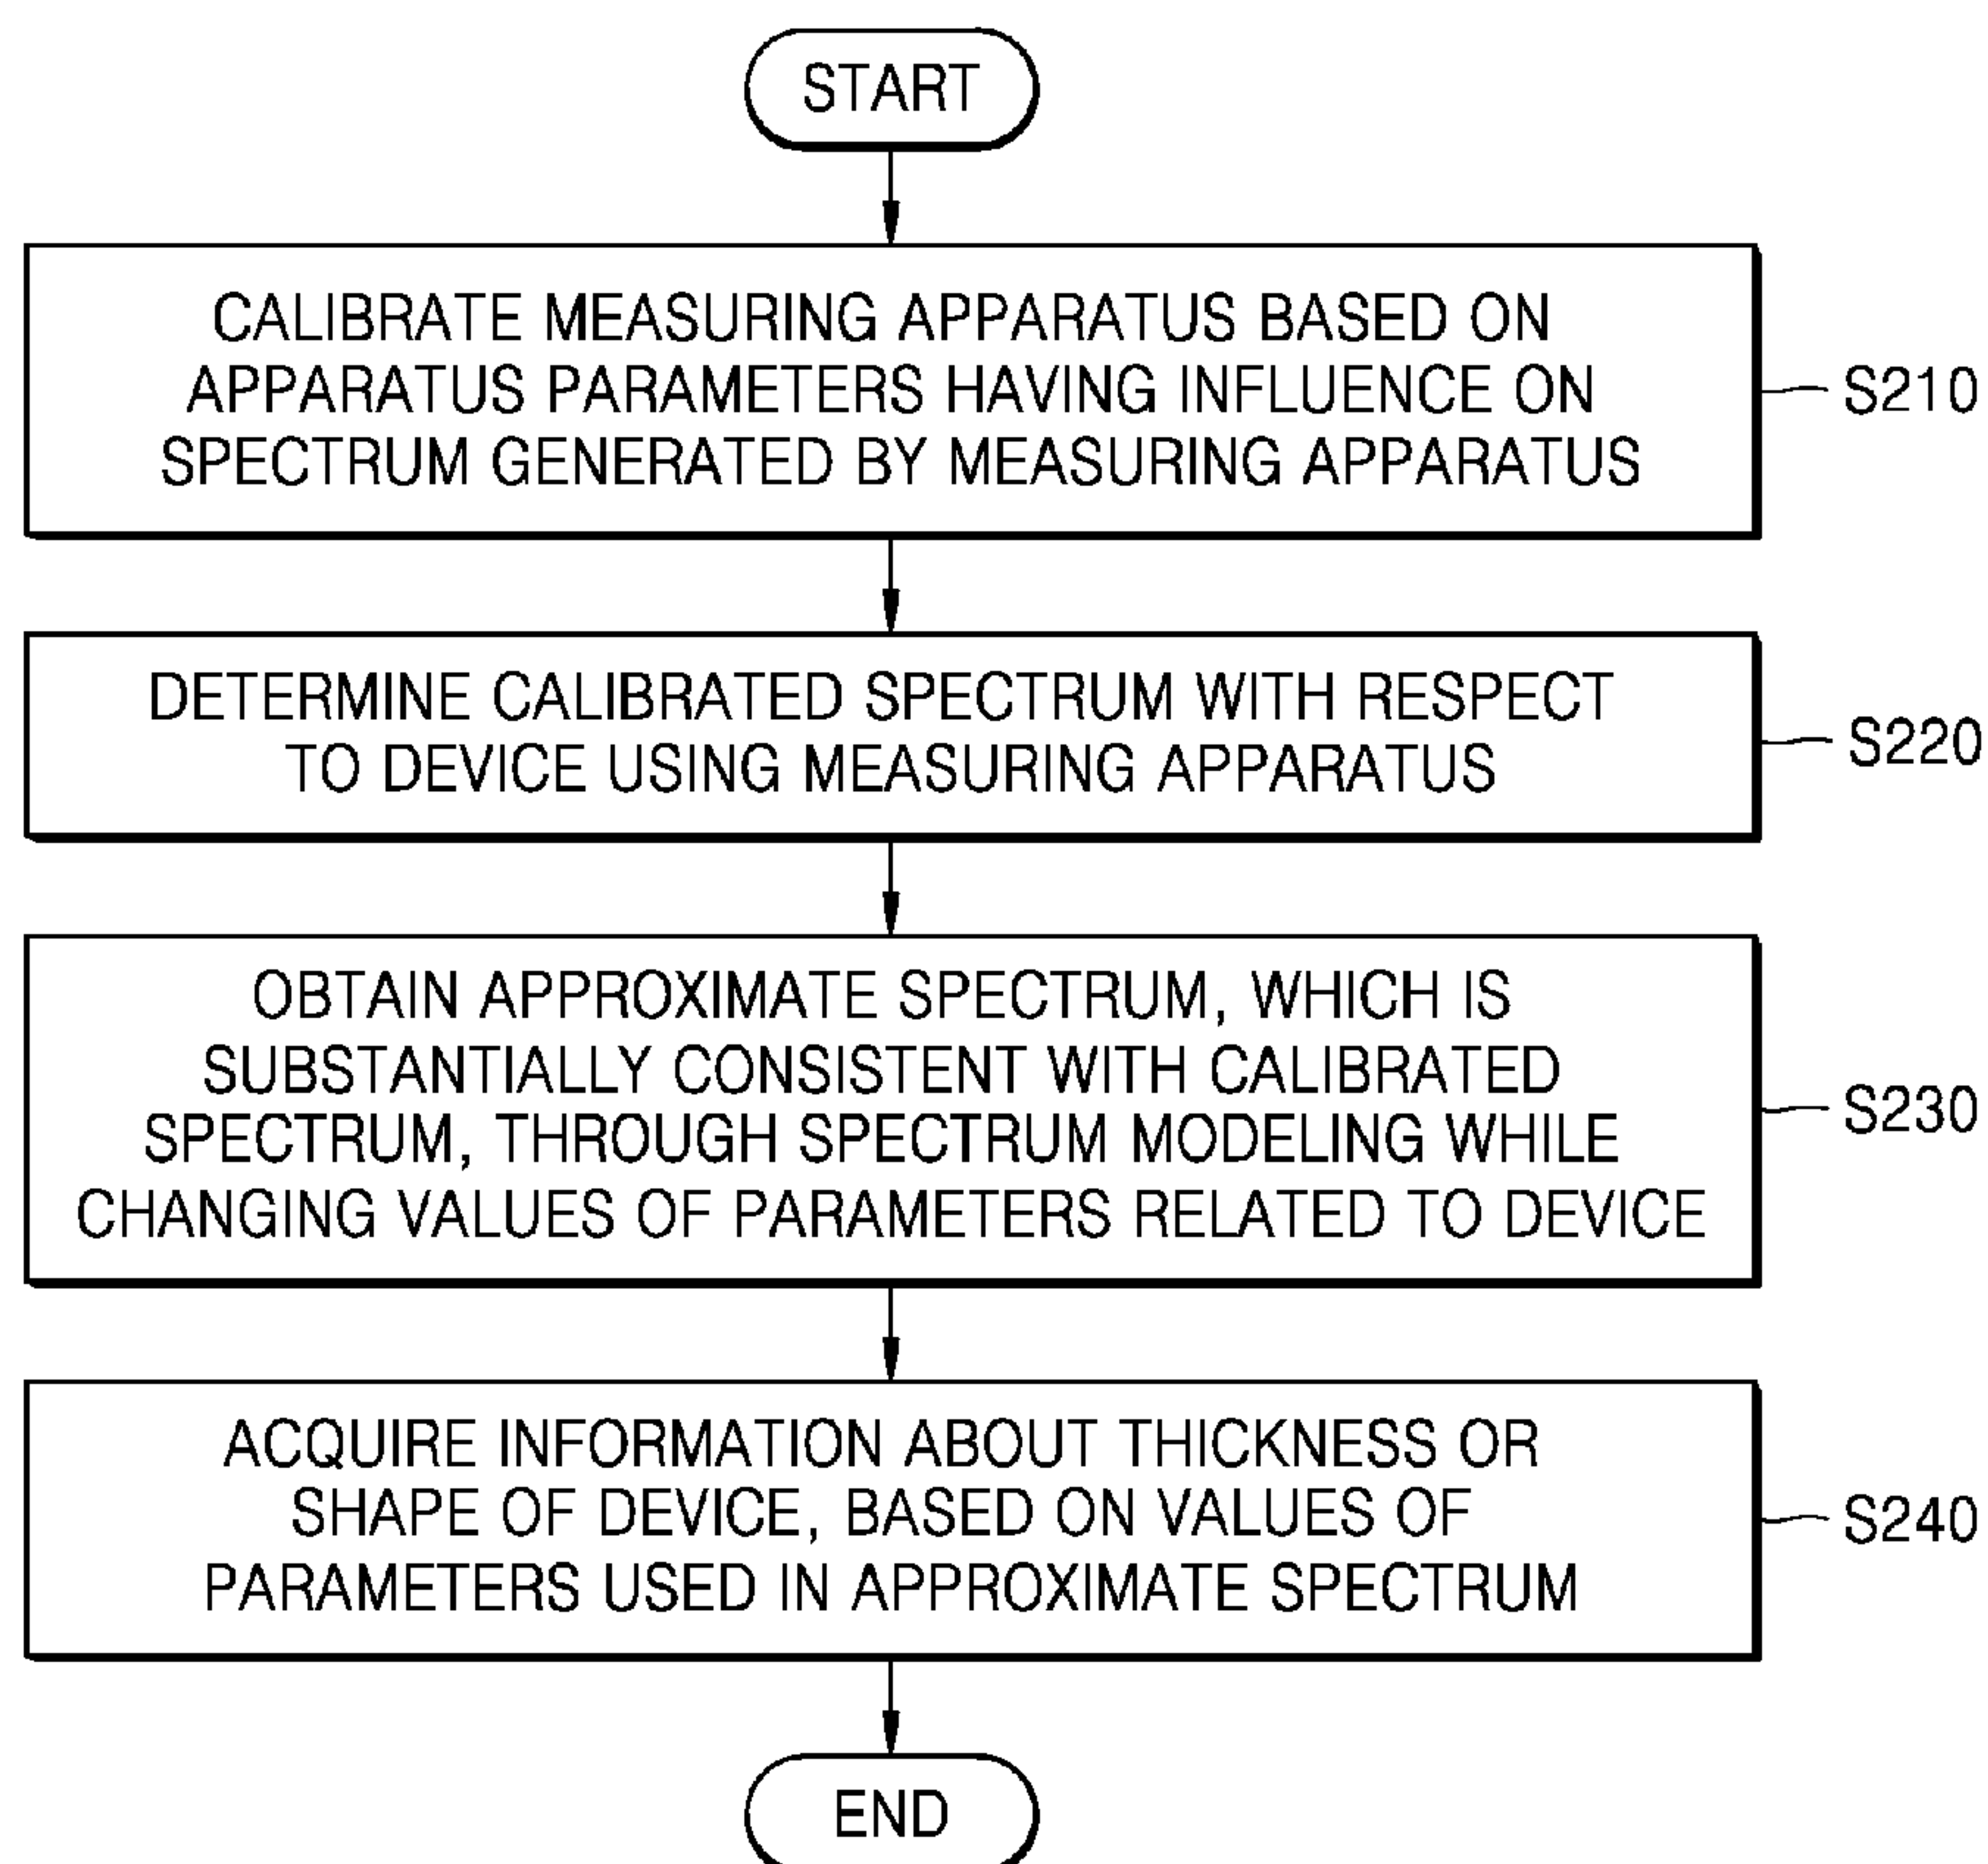 START
CALIBRATE MEASURING APPARATUS BASED ON
APPARATUS PARAMETERS HAVING INFLUENCE ON
SPECTRUM GENERATED BY MEASURING APPARATUS
S210
DETERMINE CALIBRATED SPECTRUM WITH RESPECT
TO DEVICE USING MEASURING APPARATUS
S220
OBTAIN APPROXIMATE SPECTRUM, WHICH IS
SUBSTANTIALLY CONSISTENT WITH CALIBRATED
SPECTRUM, THROUGH SPECTRUM MODELING WHILE
CHANGING VALUES OF PARAMETERS RELATED TO DEVICE
S230
ACQUIRE INFORMATION ABOUT THICKNESS OR
SHAPE OF DEVICE, BASED ON VALUES OF
PARAMETERS USED IN APPROXIMATE SPECTRUM
S240
END